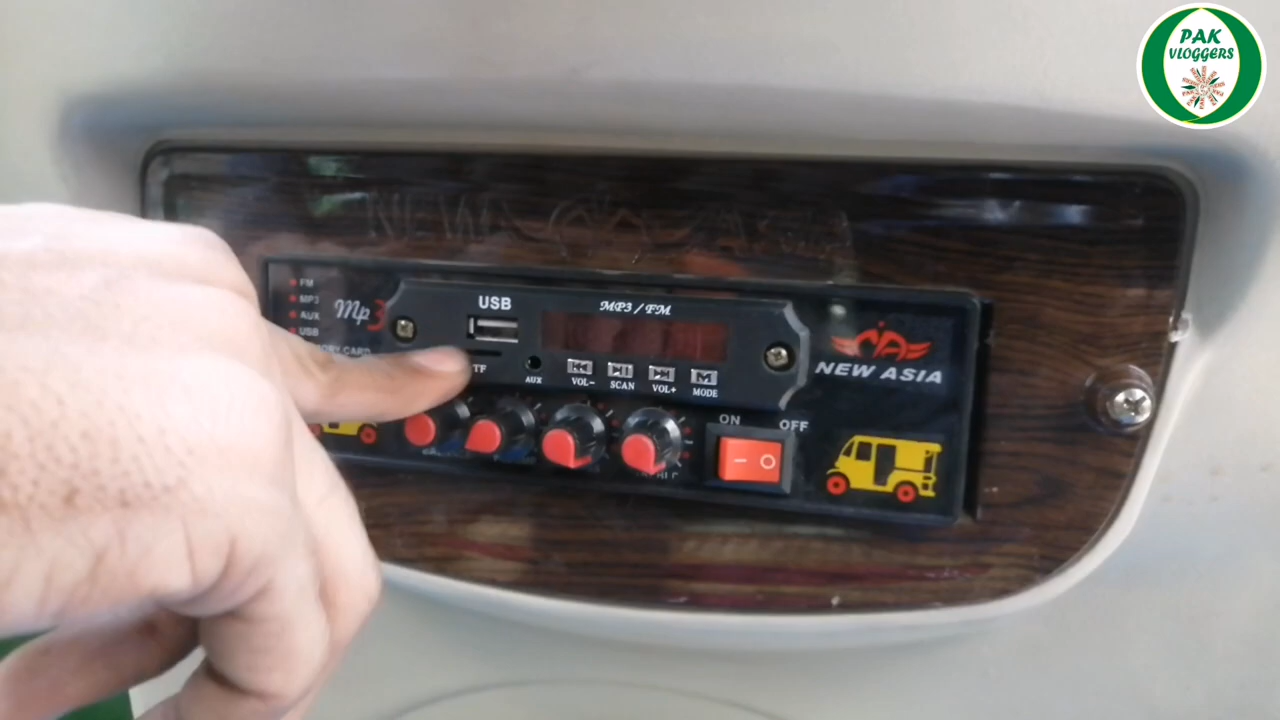 PAK
VLOGGERS
NEW ASIA
FM
MP3
AUX
USB
Mp3
USB
MP3 / FM
TF
AUX
VOL-
SCAN
VOL+
M
MODE
NEW ASIA
ON
OFF